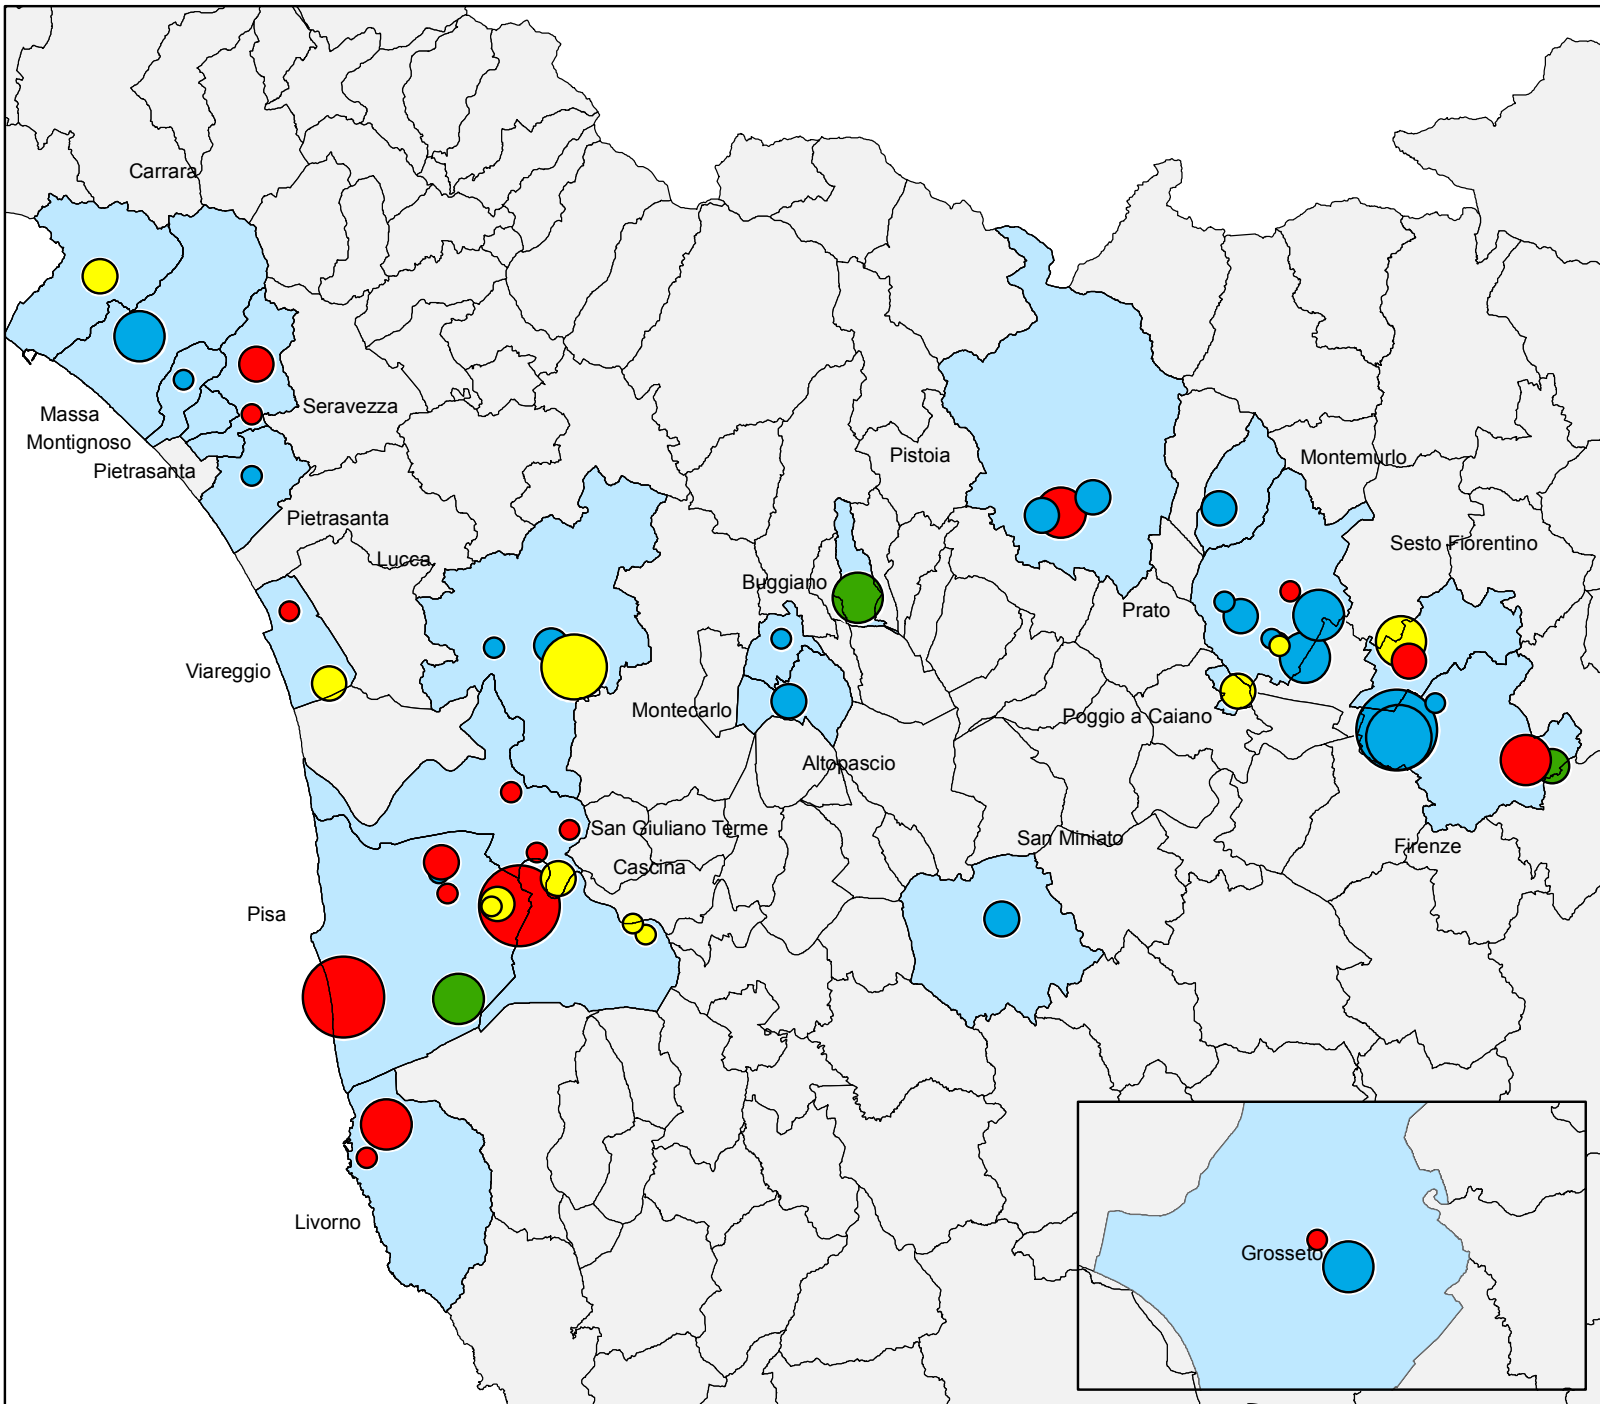 Carrara
Massa
Seravezza
Montignoso
Pietrasanta
Pistoia
Montemurlo
Pietrasanta
Lucca
Sesto Fiorentino
Buggiano
Prato
Viareggio
Montecarlo
Poggio a Caiano
Altopascio
San Giuliano Terme
San Miniato
Firenze
Cascina
Pisa
Livorno
Grosseto